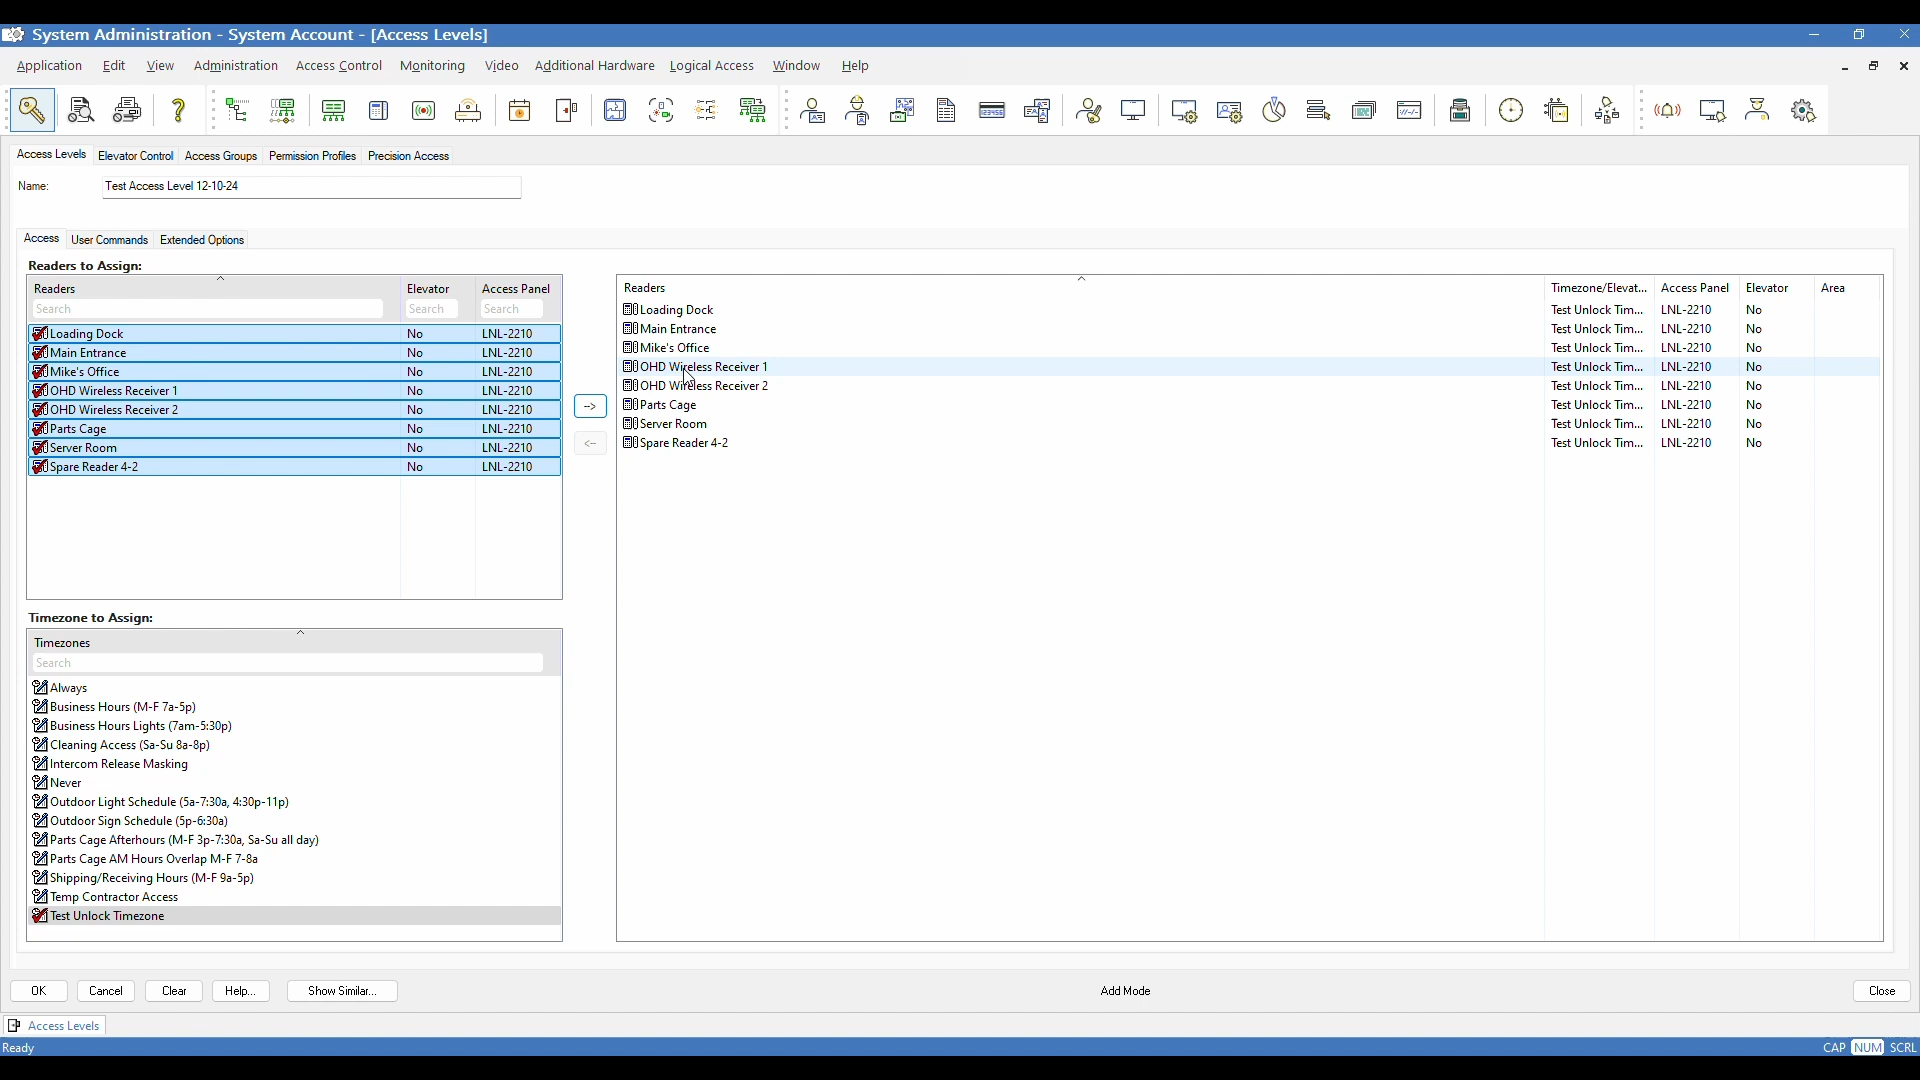 System Administration - System Account - [Access Levels]
Application Edit View Administration Access Control Monitoring Video Additional Hardware Logical Access Window Help
Access Levels Elevator Control Access Groups Permission Profiles Precision Access
Name: Test Access Level 12-10-24
Access User Commands Extended Options
Readers to Assign:
Readers Elevator Access Panel
Search Search Search
Loading Dock No LNL-2210
Main Entrance No LNL-2210
Mike's Office No LNL-2210
OHD Wireless Receiver 1 No LNL-2210
OHD Wireless Receiver 2 No LNL-2210
Parts Cage No LNL-2210
Server Room No LNL-2210
Spare Reader 4-2 No LNL-2210
-->
<--
Readers Timezone/Elevat... Access Panel Elevator Area
Loading Dock Test Unlock Tim... LNL-2210 No
Main Entrance Test Unlock Tim... LNL-2210 No
Mike's Office Test Unlock Tim... LNL-2210 No
OHD Wireless Receiver 1 Test Unlock Tim... LNL-2210 No
OHD Wireless Receiver 2 Test Unlock Tim... LNL-2210 No
Parts Cage Test Unlock Tim... LNL-2210 No
Server Room Test Unlock Tim... LNL-2210 No
Spare Reader 4-2 Test Unlock Tim... LNL-2210 No
Timezone to Assign:
Timezones
Search
Always
Business Hours (M-F 7a-5p)
Business Hours Lights (7am-5:30p)
Cleaning Access (Sa-Su 8a-8p)
Intercom Release Masking
Never
Outdoor Light Schedule (5a-7:30a, 4:30p-11p)
Outdoor Sign Schedule (5p-6:30a)
Parts Cage Afterhours (M-F 3p-7:30a, Sa-Su all day)
Parts Cage AM Hours Overlap M-F 7-8a
Shipping/Receiving Hours (M-F 9a-5p)
Temp Contractor Access
Test Unlock Timezone
OK Cancel Clear Help... Show Similar... Add Mode Close
Access Levels
Ready CAP NUM SCRL